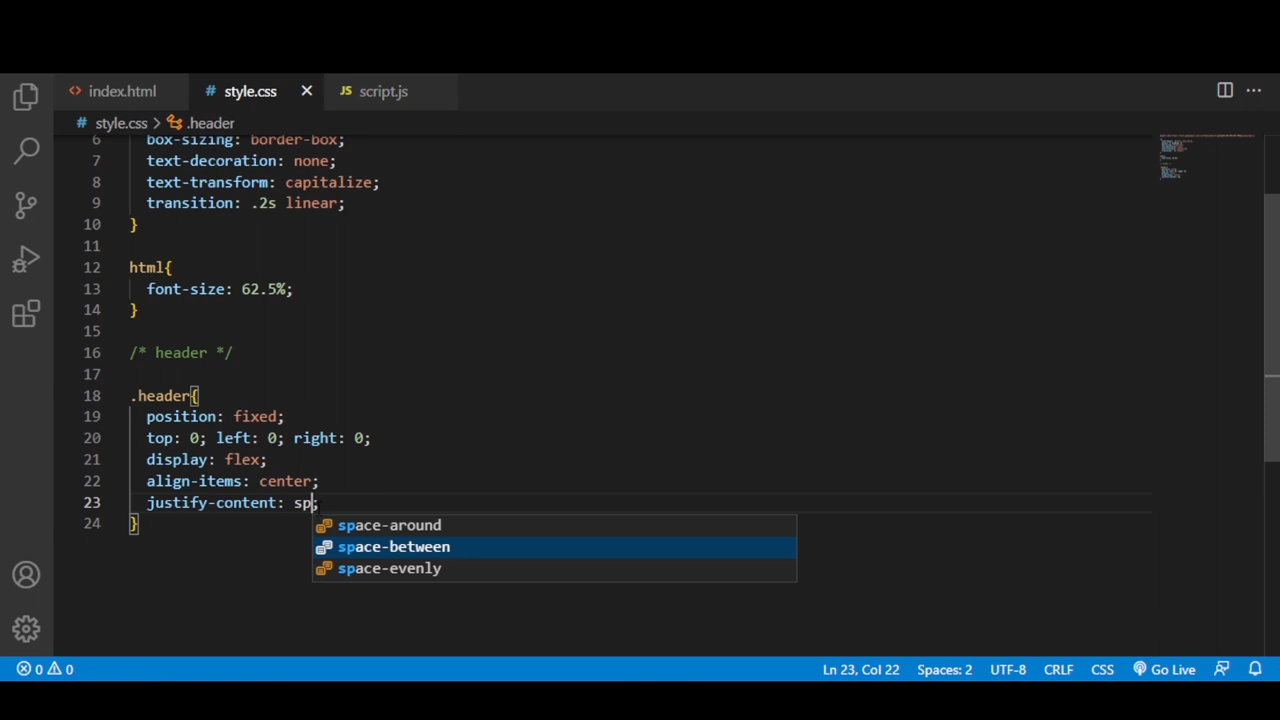 index.html style.css script.js
style.css > .header
6 box-sizing: border-box;
7 text-decoration: none;
8 text-transform: capitalize;
9 transition: .2s linear;
10 }
11
12 html{
13 font-size: 62.5%;
14 }
15
16 /* header */
17
18 .header{
19 position: fixed;
20 top: 0; left: 0; right: 0;
21 display: flex;
22 align-items: center;
23 justify-content: sp;
space-around
24 }
space-between
space-evenly
0 0 Ln 23, Col 22 Spaces: 2 UTF-8 CRLF CSS Go Live